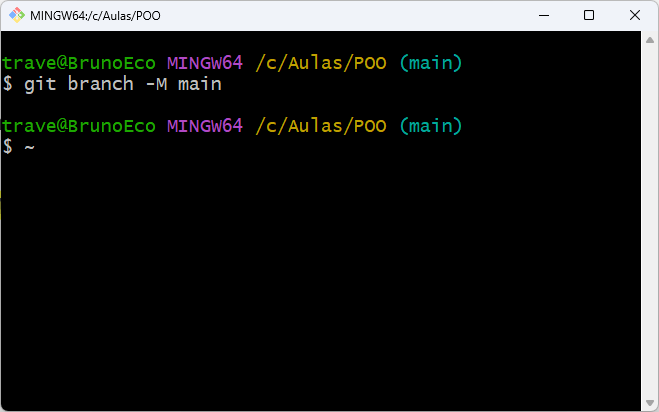 MINGW64:/c/Aulas/POO
trave@BrunoEco MINGW64 /c/Aulas/POO (main)
$ git branch -M main
trave@BrunoEco MINGW64 /c/Aulas/POO (main)
$ ~